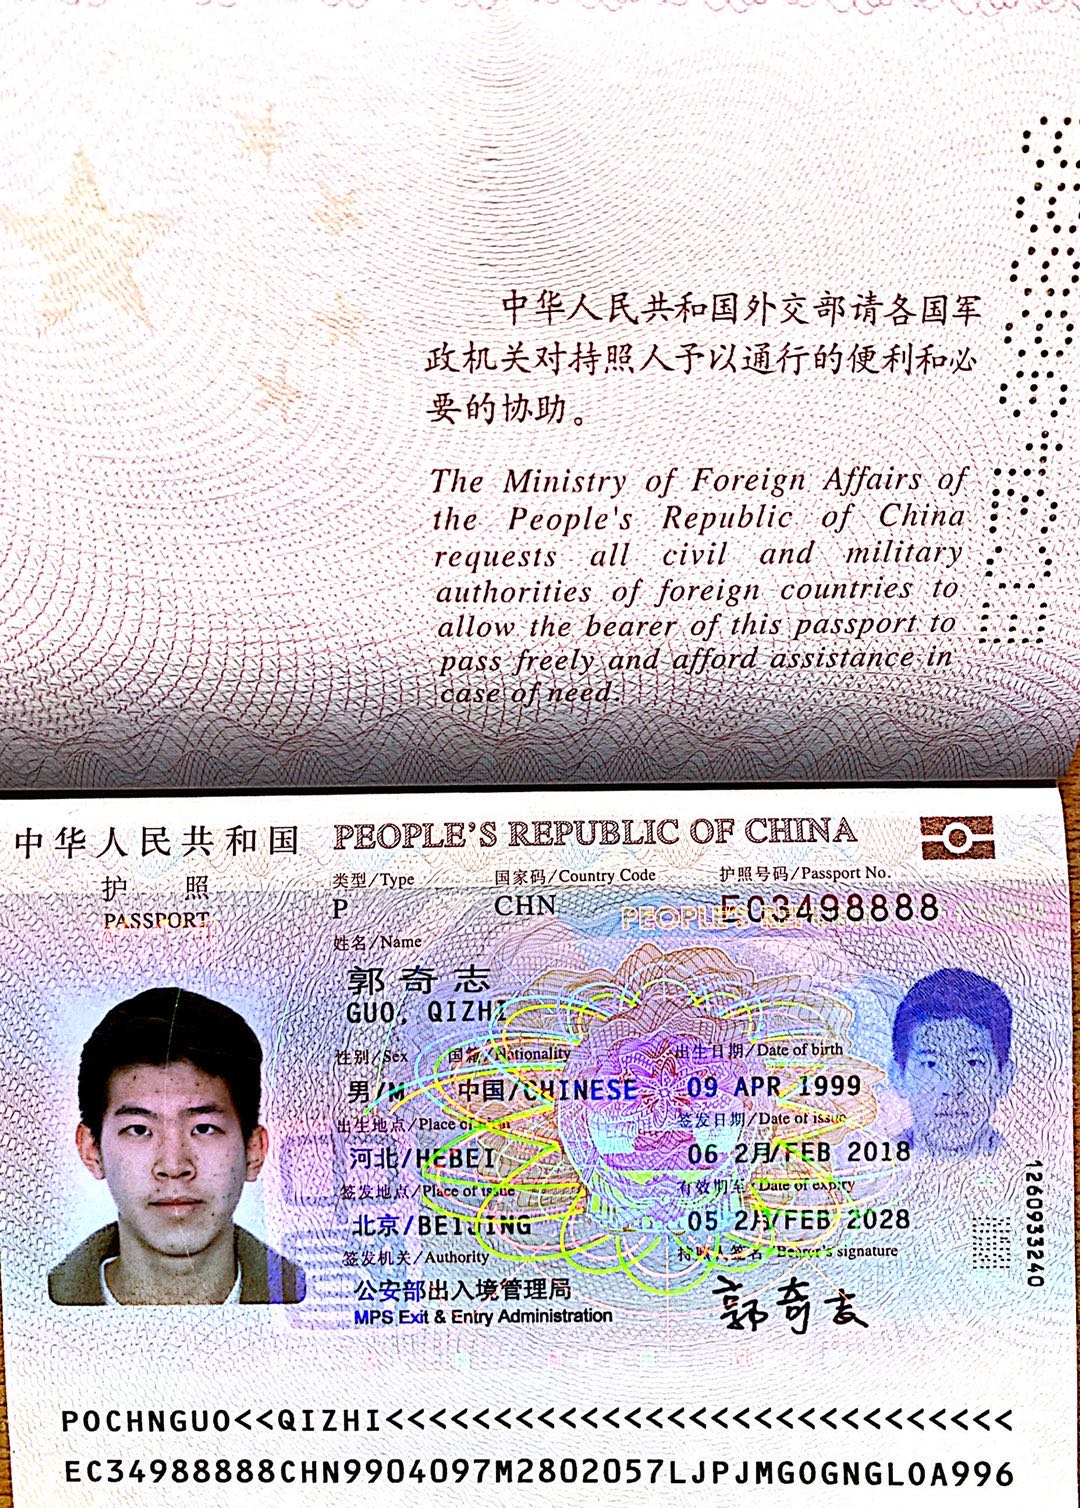 中华人民共和国外交部请各国军
政机关对持照人予以通行的便利和必
要的协助。
The Ministry of Foreign Affairs of
the People's Republic of China
requests all civil and military
authorities of foreign countries to
allow the bearer of this passport to
pass freely and afford assistance in
case of need.
中华人民共和国 PEOPLE'S REPUBLIC OF CHINA
护 照
PASSPORT
类型/Type 国家码/Country Code 护照号码/Passport No.
P CHN EC3498888
姓名/Name
郭奇志
GUO, QIZHI
性别/Sex 国籍/Nationality 出生日期/Date of birth
男/M 中国/CHINESE 09 APR 1999
出生地点/Place of birth 签发日期/Date of issue
河北/HEBEI 06 2月/FEB 2018
签发地点/Place of issue 有效期至/Date of expiry
北京/BEIJING 05 2月/FEB 2028
签发机关/Authority 持照人签名/Bearer's signature
公安部出入境管理局
MPS Exit & Entry Administration
郭奇志
1260933240
POCHNGUO<<QIZHI<<<<<<<<<<<<<<<<<<<<<<<<<<<<<
EC34988888CHN9904097M2802057LJPJMGOGNGLOA996